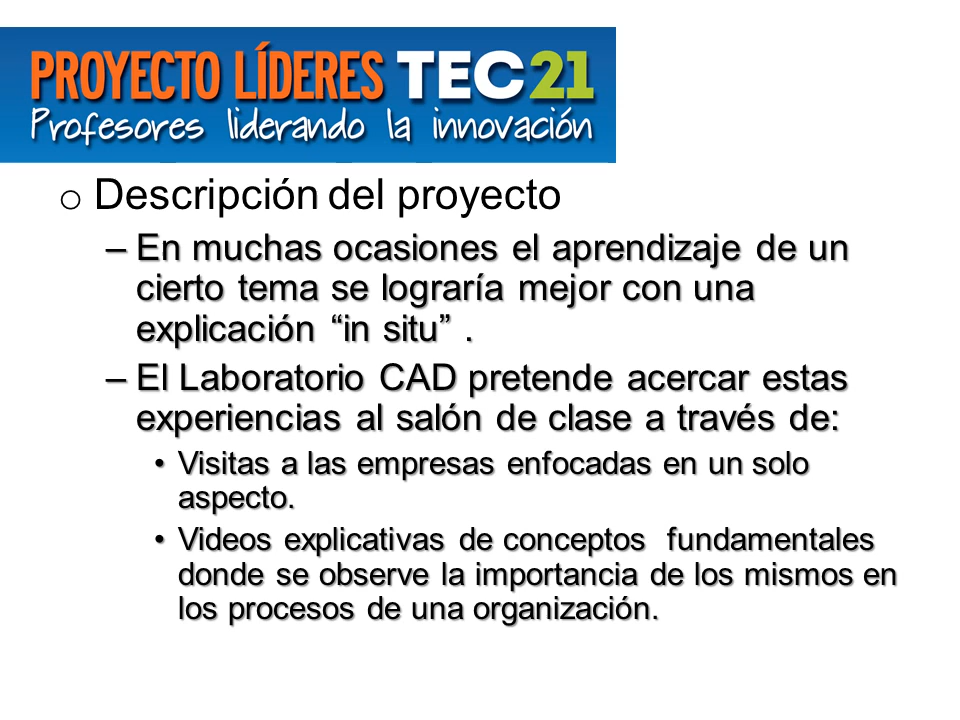 PROYECTO LÍDERES TEC21
Profesores liderando la innovación
o Descripción del proyecto
– En muchas ocasiones el aprendizaje de un
cierto tema se lograría mejor con una
explicación “in situ” .
– El Laboratorio CAD pretende acercar estas
experiencias al salón de clase a través de:
• Visitas a las empresas enfocadas en un solo
aspecto.
• Videos explicativas de conceptos  fundamentales
donde se observe la importancia de los mismos en
los procesos de una organización.